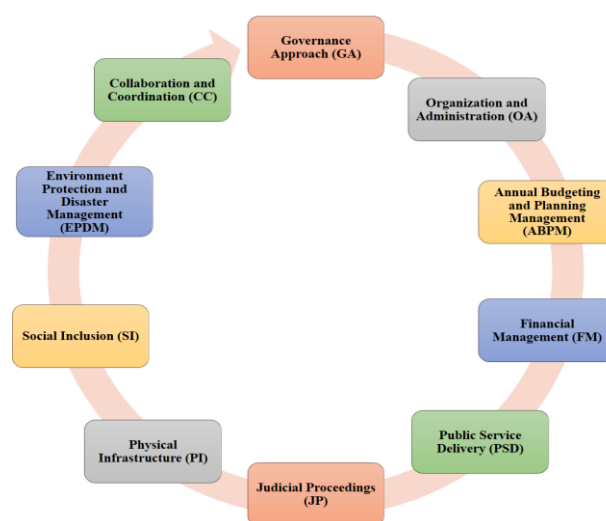 Governance
Approach (GA)
Organization and
Administration (OA)
Annual Budgeting
and Planning
Management
(ABPM)
Financial
Management (FM)
Public Service
Delivery (PSD)
Judicial Proceedings
(JP)
Physical
Infrastructure (PI)
Social Inclusion (SI)
Environment
Protection and
Disaster
Management
(EPDM)
Collaboration and
Coordination (CC)